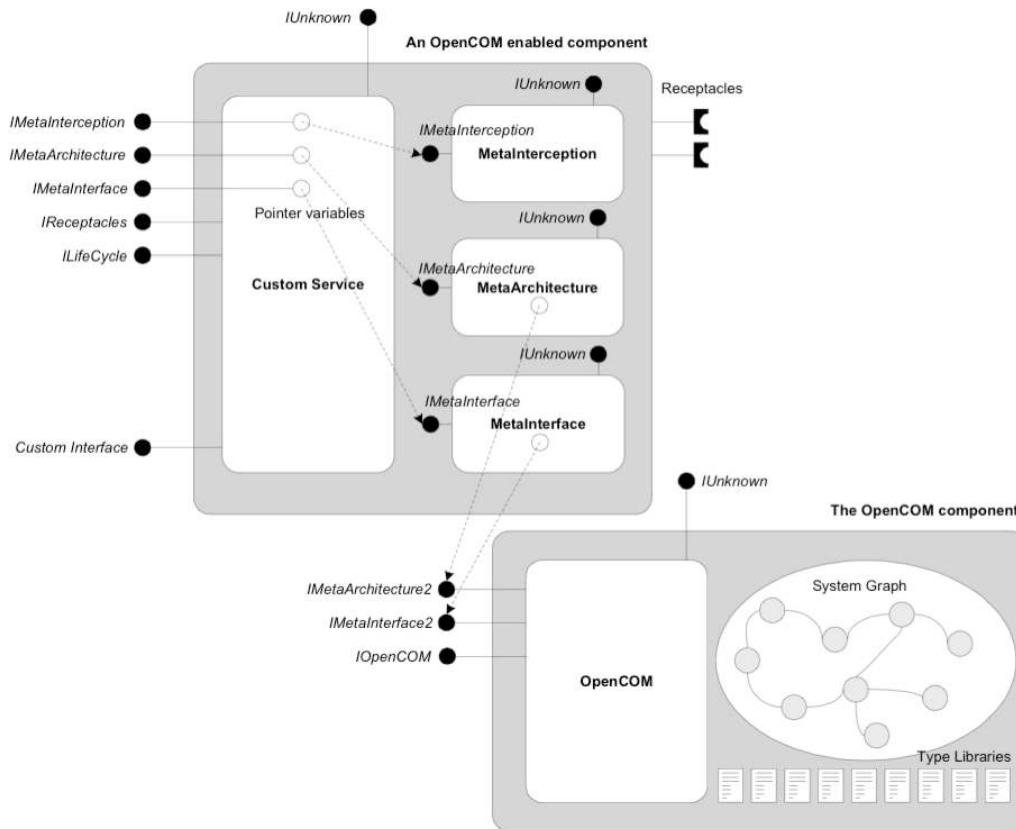 IUnknown
An OpenCOM enabled component
IUnknown
Receptacles
IMetaInterception
IMetaInterception
MetaInterception
IMetaArchitecture
IMetaInterface
Pointer variables
IReceptacles
IUnknown
ILifeCycle
IMetaArchitecture
Custom Service
MetaArchitecture
IUnknown
IMetaInterface
MetaInterface
Custom Interface
IUnknown
The OpenCOM component
System Graph
IMetaArchitecture2
IMetaInterface2
IOpenCOM
OpenCOM
Type Libraries